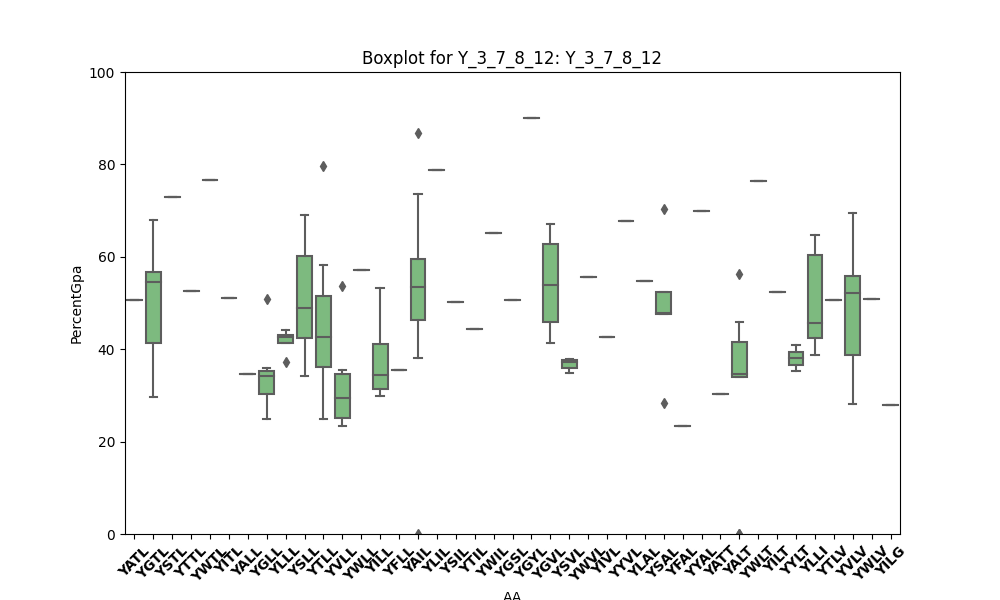 Boxplot for Y_3_7_8_12: Y_3_7_8_12
100
80
60
40
20
0
PercentGpa
YATL YGTL YSTL YTTL YWTL YITL YALL YGLL YLLL YSLL YTLL YVLL YWLL YILL YFLL YAIL YLIL YSIL YTIL YWIL YGSL YGYL YGVL YSVL YWVL YIVL YYVL YLAL YSAL YFAL YYAL YATT YALT YWLT YILT YYLT YLLI YTLV YVLV YWLV YILG
AA